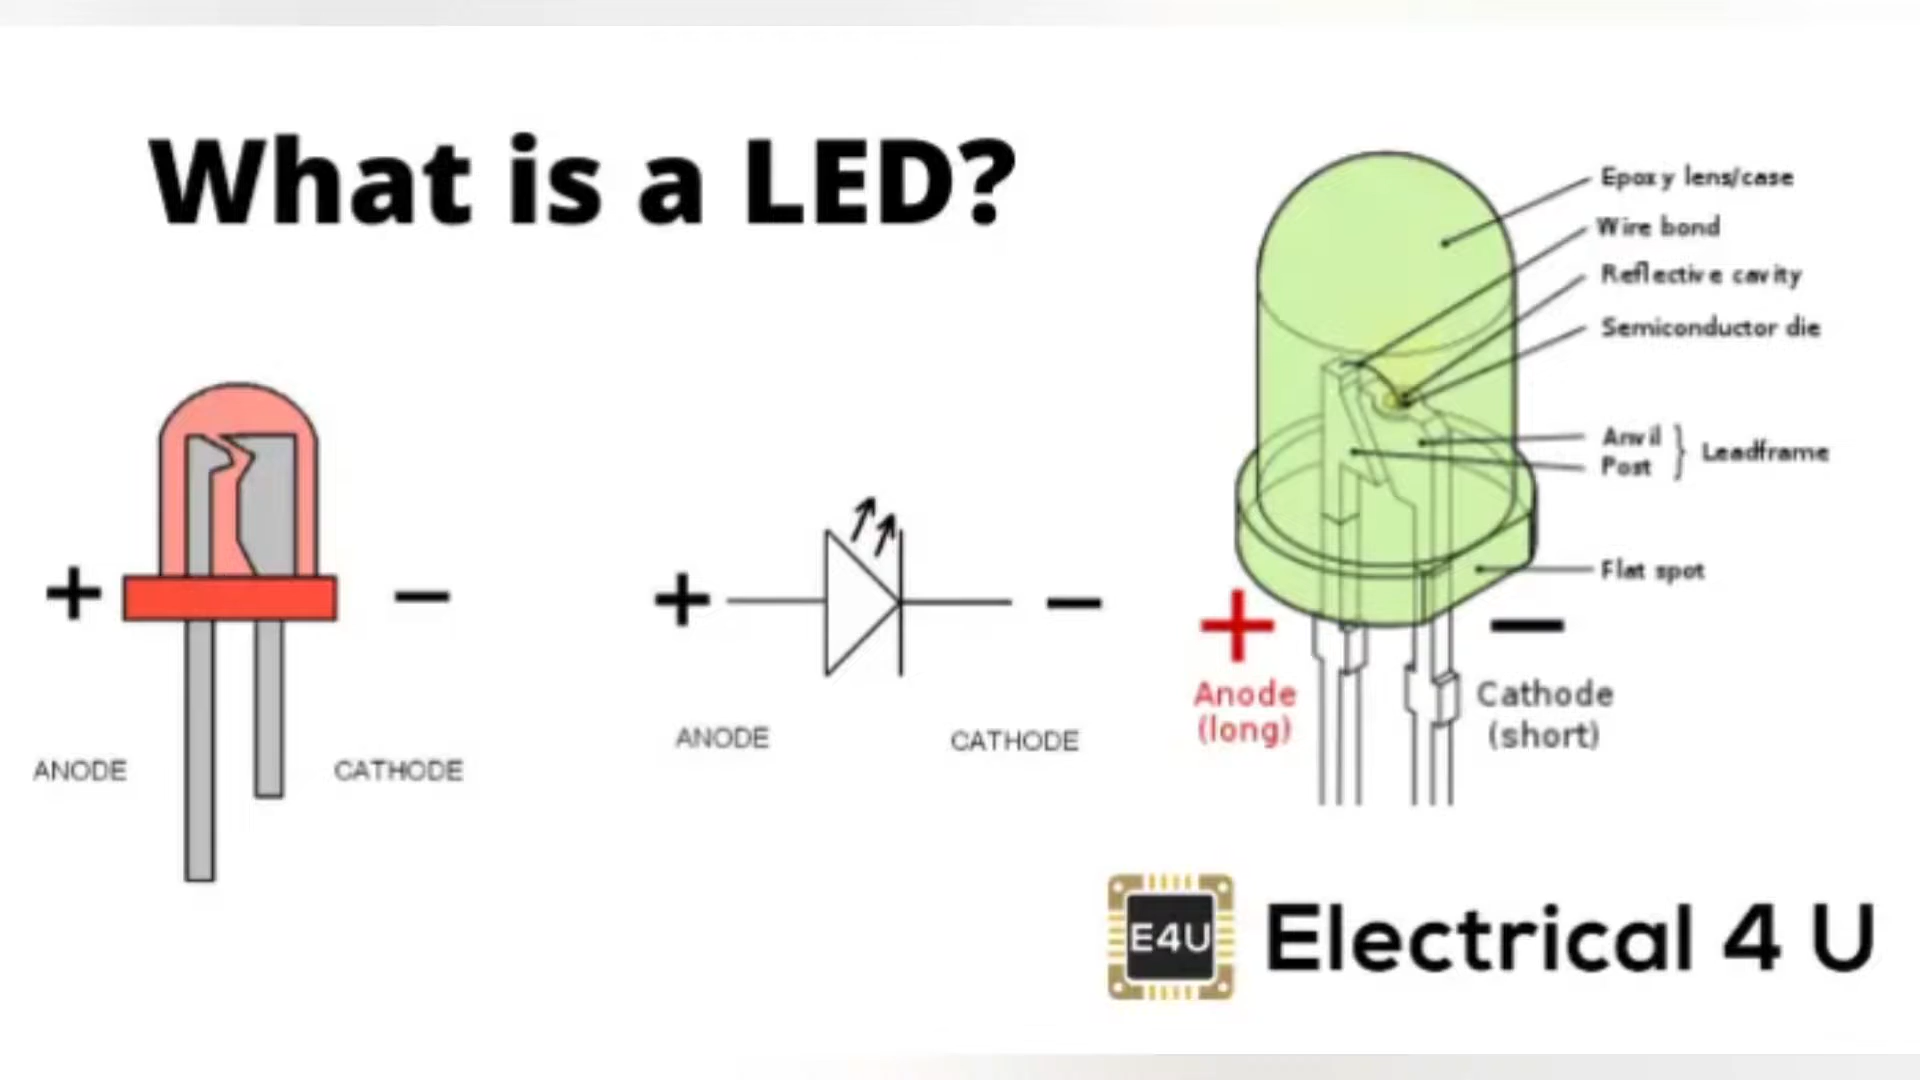 What is a LED?
+
−
ANODE
CATHODE
+
−
ANODE
CATHODE
Epoxy lens/case
Wire bond
Reflective cavity
Semiconductor die
Anvil
Post
} Leadframe
Flat spot
+
−
Anode
(long)
Cathode
(short)
E4U
Electrical 4 U